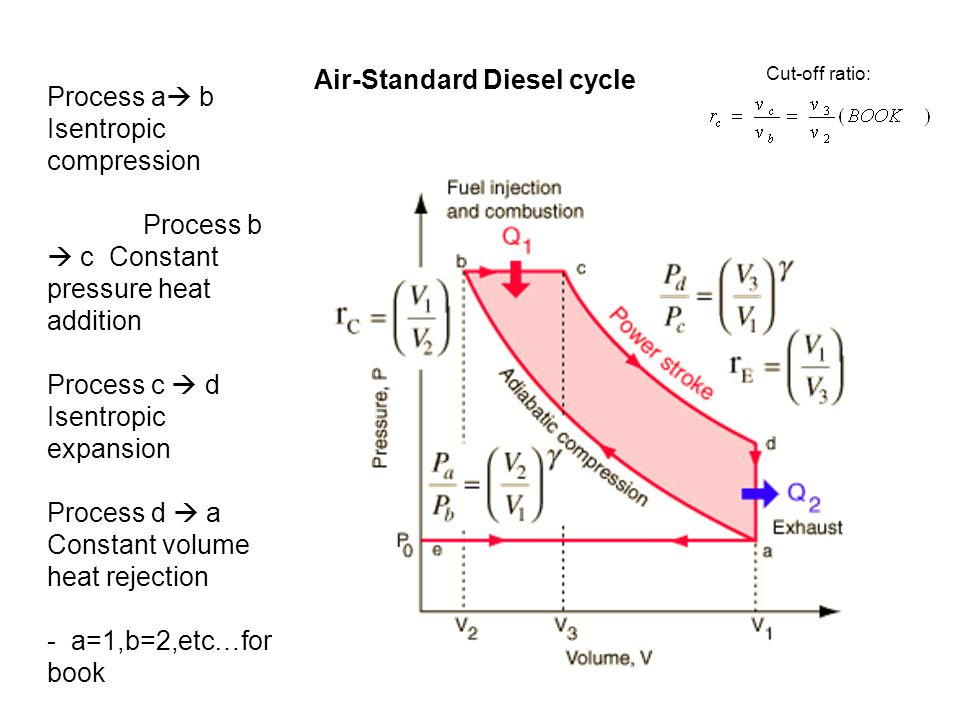 Air-Standard Diesel cycle
Cut-off ratio:
r_c = v_c / v_b = v_3 / v_2 ( BOOK )
Process a→ b
Isentropic
compression
Process b
→ c Constant
pressure heat
addition
Process c → d
Isentropic
expansion
Process d → a
Constant volume
heat rejection
- a=1,b=2,etc…for
book
Fuel injection
and combustion
Q₁
b
c
r_C = (V₁ / V₂)
P_d / P_c = (V₃ / V₁)^γ
r_E = (V₁ / V₃)
Power stroke
Adiabatic compression
Pressure, P
P_a / P_b = (V₂ / V₁)^γ
d
Q₂
Exhaust
P₀
e
a
V₂
V₃
V₁
Volume, V